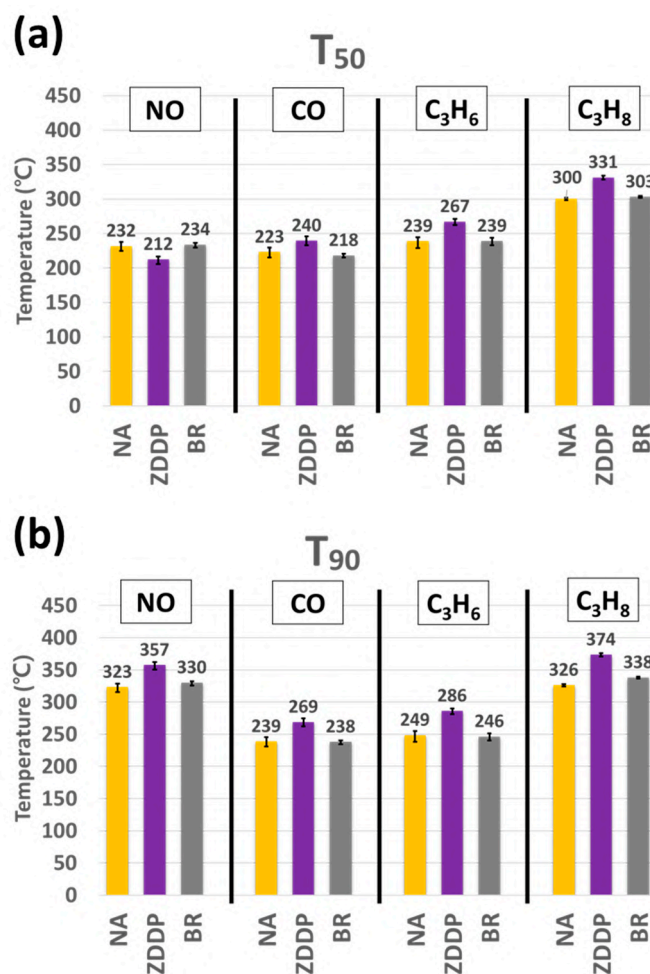 (a)
T₅₀
NO CO C₃H₆ C₃H₈
Temperature (°C)
450
400
350
300
250
200
150
100
50
0
232 212 234 223 240 218 239 267 239 300 331 303
NA ZDDP BR NA ZDDP BR NA ZDDP BR NA ZDDP BR
(b)
T₉₀
NO CO C₃H₆ C₃H₈
Temperature (°C)
450
400
350
300
250
200
150
100
50
0
323 357 330 239 269 238 249 286 246 326 374 338
NA ZDDP BR NA ZDDP BR NA ZDDP BR NA ZDDP BR